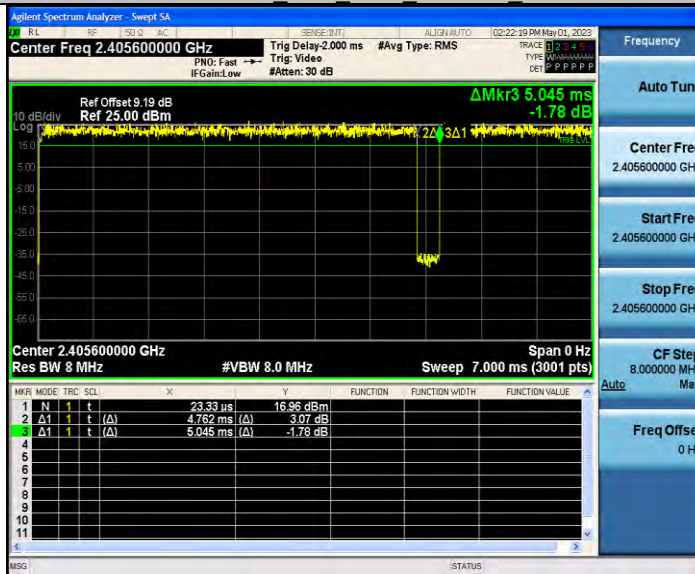 Agilent Spectrum Analyzer - Swept SA
RL RF 50 Ω AC SENSE:INT ALIGN AUTO 02:22:19 PM May 01, 2023
Center Freq 2.405600000 GHz
PNO: Fast
IFGain:Low
Trig Delay-2.000 ms
Trig: Video
#Atten: 30 dB
#Avg Type: RMS
TRACE 1 2 3 4 5 6
TYPE
DET P P P P P P
Frequency
Ref Offset 9.19 dB
10 dB/div Ref 25.00 dBm
Log
ΔMkr3 5.045 ms
-1.78 dB
2Δ1 3Δ1
TRIG LVL
15.0
5.00
-5.00
-15.0
-25.0
-35.0
-45.0
-55.0
-65.0
Center 2.405600000 GHz Span 0 Hz
Res BW 8 MHz #VBW 8.0 MHz Sweep 7.000 ms (3001 pts)
MKR MODE TRC SCL X Y FUNCTION FUNCTION WIDTH FUNCTION VALUE
1 N 1 t 23.33 µs 16.96 dBm
2 Δ1 1 t (Δ) 4.762 ms (Δ) 3.07 dB
3 Δ1 1 t (Δ) 5.045 ms (Δ) -1.78 dB
4
5
6
7
8
9
10
11
MSG STATUS
Auto Tun
Center Fre
2.405600000 GH
Start Fre
2.405600000 GH
Stop Fre
2.405600000 GH
CF Step
8.000000 MH
Auto Ma
Freq Offse
0 H